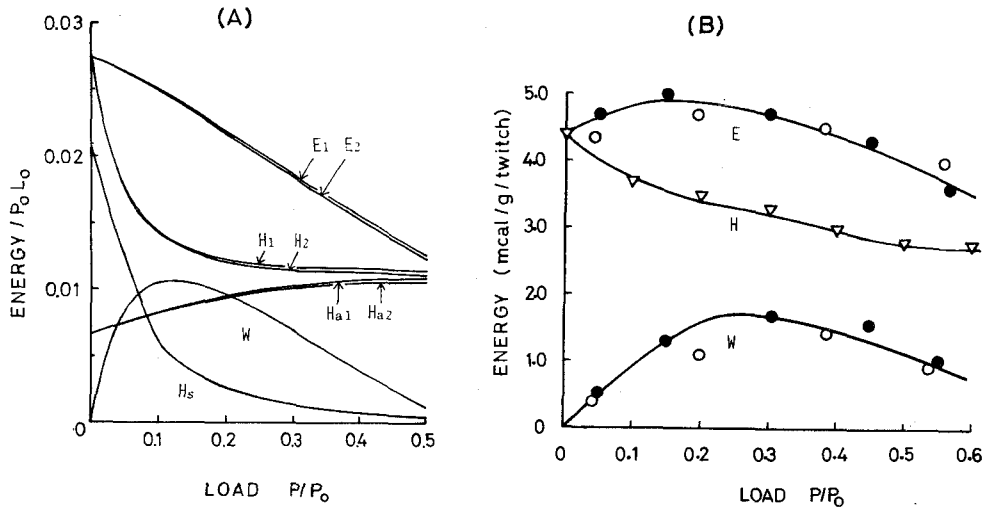 (A)
0.03
0.02
0.01
0
ENERGY / P₀ L₀
E₁ E₂
H₁ H₂
Ha1 Ha2
W
Hs
0.1 0.2 0.3 0.4 0.5
LOAD P/P₀
(B)
5.0
4.0
3.0
2.0
1.0
0
ENERGY (mcal/g/twitch)
E
H
W
0 0.1 0.2 0.3 0.4 0.5 0.6
LOAD P/P₀